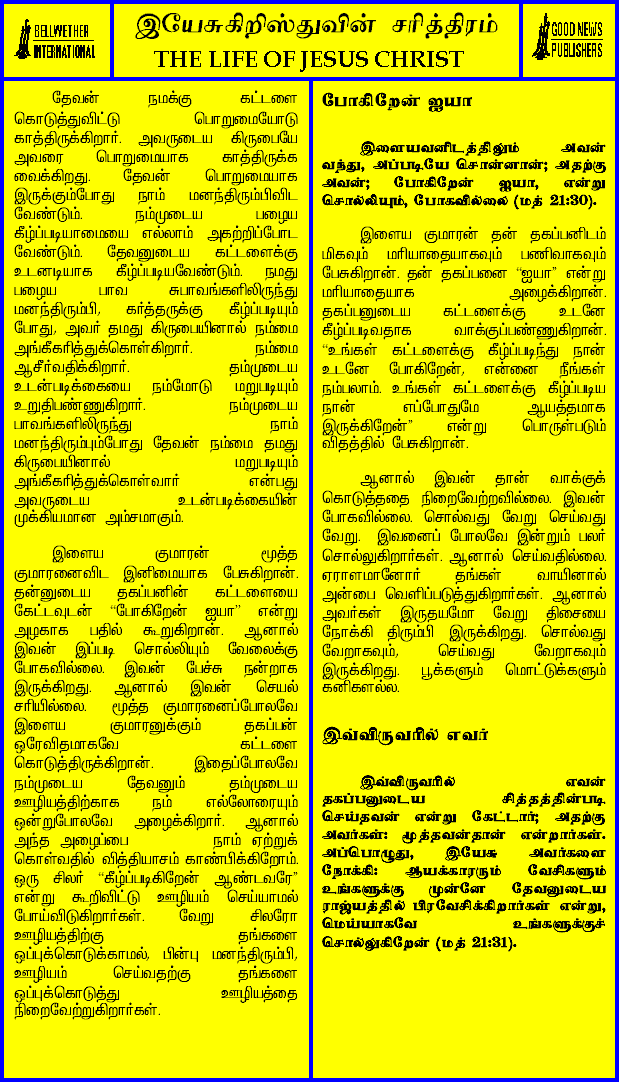 BELLWETHER
INTERNATIONAL
இயேசுகிறிஸ்துவின் சரித்திரம்
THE LIFE OF JESUS CHRIST
GOOD NEWS
PUBLISHERS
தேவன் நமக்கு கட்டளை
கொடுத்துவிட்டு பொறுமையோடு
காத்திருக்கிறார். அவருடைய கிருபையே
அவரை பொறுமையாக காத்திருக்க
வைக்கிறது. தேவன் பொறுமையாக
இருக்கும்போது நாம் மனந்திரும்பிவிட
வேண்டும். நம்முடைய பழைய
கீழ்ப்படியாமையை எல்லாம் அகற்றிப்போட
வேண்டும். தேவனுடைய கட்டளைக்கு
உடனடியாக கீழ்ப்படியவேண்டும். நமது
பழைய பாவ சுபாவங்களிலிருந்து
மனந்திரும்பி, கர்த்தருக்கு கீழ்ப்படியும்
போது, அவர் தமது கிருபையினால் நம்மை
அங்கீகரித்துக்கொள்கிறார். நம்மை
ஆசீர்வதிக்கிறார். தம்முடைய
உடன்படிக்கையை நம்மோடு மறுபடியும்
உறுதிபண்ணுகிறார். நம்முடைய
பாவங்களிலிருந்து நாம்
மனந்திரும்பும்போது தேவன் நம்மை தமது
கிருபையினால் மறுபடியும்
அங்கீகரித்துக்கொள்வார் என்பது
அவருடைய உடன்படிக்கையின்
முக்கியமான அம்சமாகும்.
இளைய குமாரன் மூத்த
குமாரனைவிட இனிமையாக பேசுகிறான்.
தன்னுடைய தகப்பனின் கட்டளையை
கேட்டவுடன் “போகிறேன் ஐயா” என்று
அழகாக பதில் கூறுகிறான். ஆனால்
இவன் இப்படி சொல்லியும் வேலைக்கு
போகவில்லை. இவன் பேச்சு நன்றாக
இருக்கிறது. ஆனால் இவன் செயல்
சரியில்லை. மூத்த குமாரனைப்போலவே
இளைய குமாரனுக்கும் தகப்பன்
ஒரேவிதமாகவே கட்டளை
கொடுத்திருக்கிறான். இதைப்போலவே
நம்முடைய தேவனும் தம்முடைய
ஊழியத்திற்காக நம் எல்லோரையும்
ஒன்றுபோலவே அழைக்கிறார். ஆனால்
அந்த அழைப்பை நாம் ஏற்றுக்
கொள்வதில் வித்தியாசம் காண்பிக்கிறோம்.
ஒரு சிலர் “கீழ்ப்படிகிறேன் ஆண்டவரே”
என்று கூறிவிட்டு ஊழியம் செய்யாமல்
போய்விடுகிறார்கள். வேறு சிலரோ
ஊழியத்திற்கு தங்களை
ஒப்புக்கொடுக்காமல், பின்பு மனந்திரும்பி,
ஊழியம் செய்வதற்கு தங்களை
ஒப்புக்கொடுத்து ஊழியத்தை
நிறைவேற்றுகிறார்கள்.
போகிறேன் ஐயா
இளையவனிடத்திலும் அவன்
வந்து, அப்படியே சொன்னான்; அதற்கு
அவன்; போகிறேன் ஐயா, என்று
சொல்லியும், போகவில்லை (மத் 21:30).
இளைய குமாரன் தன் தகப்பனிடம்
மிகவும் மரியாதையாகவும் பணிவாகவும்
பேசுகிறான். தன் தகப்பனை “ஐயா” என்று
மரியாதையாக அழைக்கிறான்.
தகப்பனுடைய கட்டளைக்கு உடனே
கீழ்ப்படிவதாக வாக்குப்பண்ணுகிறான்.
“உங்கள் கட்டளைக்கு கீழ்ப்படிந்து நான்
உடனே போகிறேன், என்னை நீங்கள்
நம்பலாம். உங்கள் கட்டளைக்கு கீழ்ப்படிய
நான் எப்போதுமே ஆயத்தமாக
இருக்கிறேன்” என்று பொருள்படும்
விதத்தில் பேசுகிறான்.
ஆனால் இவன் தான் வாக்குக்
கொடுத்ததை நிறைவேற்றவில்லை. இவன்
போகவில்லை. சொல்வது வேறு செய்வது
வேறு. இவனைப் போலவே இன்றும் பலர்
சொல்லுகிறார்கள். ஆனால் செய்வதில்லை.
ஏராளமானோர் தங்கள் வாயினால்
அன்பை வெளிப்படுத்துகிறார்கள். ஆனால்
அவர்கள் இருதயமோ வேறு திசையை
நோக்கி திரும்பி இருக்கிறது. சொல்வது
வேறாகவும், செய்வது வேறாகவும்
இருக்கிறது. பூக்களும் மொட்டுக்களும்
கனிகளல்ல.
இவ்விருவரில் எவர்
இவ்விருவரில் எவன்
தகப்பனுடைய சித்தத்தின்படி
செய்தவன் என்று கேட்டார்; அதற்கு
அவர்கள்: மூத்தவன்தான் என்றார்கள்.
அப்பொழுது, இயேசு அவர்களை
நோக்கி: ஆயக்காரரும் வேசிகளும்
உங்களுக்கு முன்னே தேவனுடைய
ராஜ்யத்தில் பிரவேசிக்கிறார்கள் என்று,
மெய்யாகவே உங்களுக்குச்
சொல்லுகிறேன் (மத் 21:31).